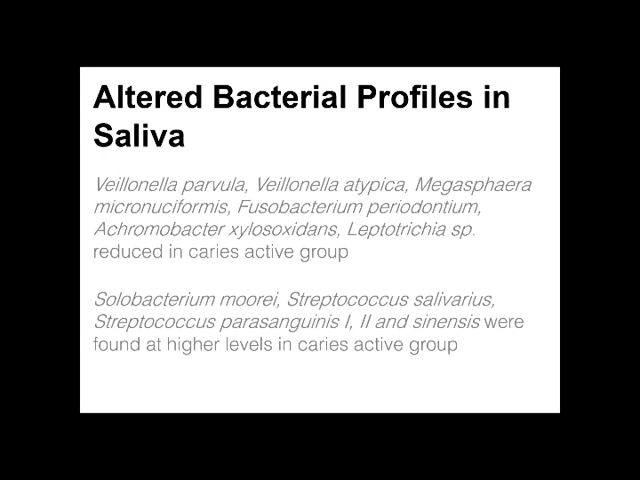 Altered Bacterial Profiles in
Saliva
Veillonella parvula, Veillonella atypica, Megasphaera
micronuciformis, Fusobacterium periodontium,
Achromobacter xylosoxidans, Leptotrichia sp.
reduced in caries active group
Solobacterium moorei, Streptococcus salivarius,
Streptococcus parasanguinis I, II and sinensis were
found at higher levels in caries active group